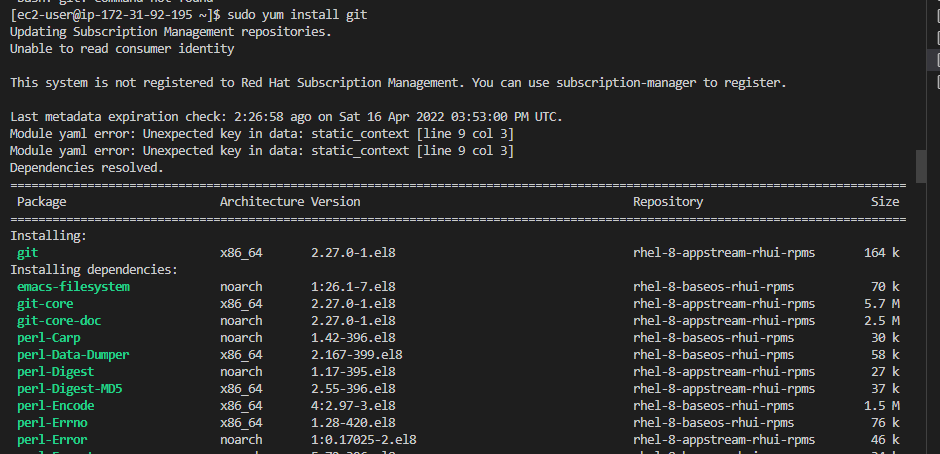 [ec2-user@ip-172-31-92-195 ~]$ sudo yum install git
Updating Subscription Management repositories.
Unable to read consumer identity
This system is not registered to Red Hat Subscription Management. You can use subscription-manager to register.
Last metadata expiration check: 2:26:58 ago on Sat 16 Apr 2022 03:53:00 PM UTC.
Module yaml error: Unexpected key in data: static_context [line 9 col 3]
Module yaml error: Unexpected key in data: static_context [line 9 col 3]
Dependencies resolved.
Package Architecture Version Repository Size
Installing:
git x86_64 2.27.0-1.el8 rhel-8-appstream-rhui-rpms 164 k
Installing dependencies:
emacs-filesystem noarch 1:26.1-7.el8 rhel-8-baseos-rhui-rpms 70 k
git-core x86_64 2.27.0-1.el8 rhel-8-appstream-rhui-rpms 5.7 M
git-core-doc noarch 2.27.0-1.el8 rhel-8-appstream-rhui-rpms 2.5 M
perl-Carp noarch 1.42-396.el8 rhel-8-baseos-rhui-rpms 30 k
perl-Data-Dumper x86_64 2.167-399.el8 rhel-8-baseos-rhui-rpms 58 k
perl-Digest noarch 1.17-395.el8 rhel-8-appstream-rhui-rpms 27 k
perl-Digest-MD5 x86_64 2.55-396.el8 rhel-8-appstream-rhui-rpms 37 k
perl-Encode x86_64 4:2.97-3.el8 rhel-8-baseos-rhui-rpms 1.5 M
perl-Errno x86_64 1.28-420.el8 rhel-8-baseos-rhui-rpms 76 k
perl-Error noarch 1:0.17025-2.el8 rhel-8-appstream-rhui-rpms 46 k